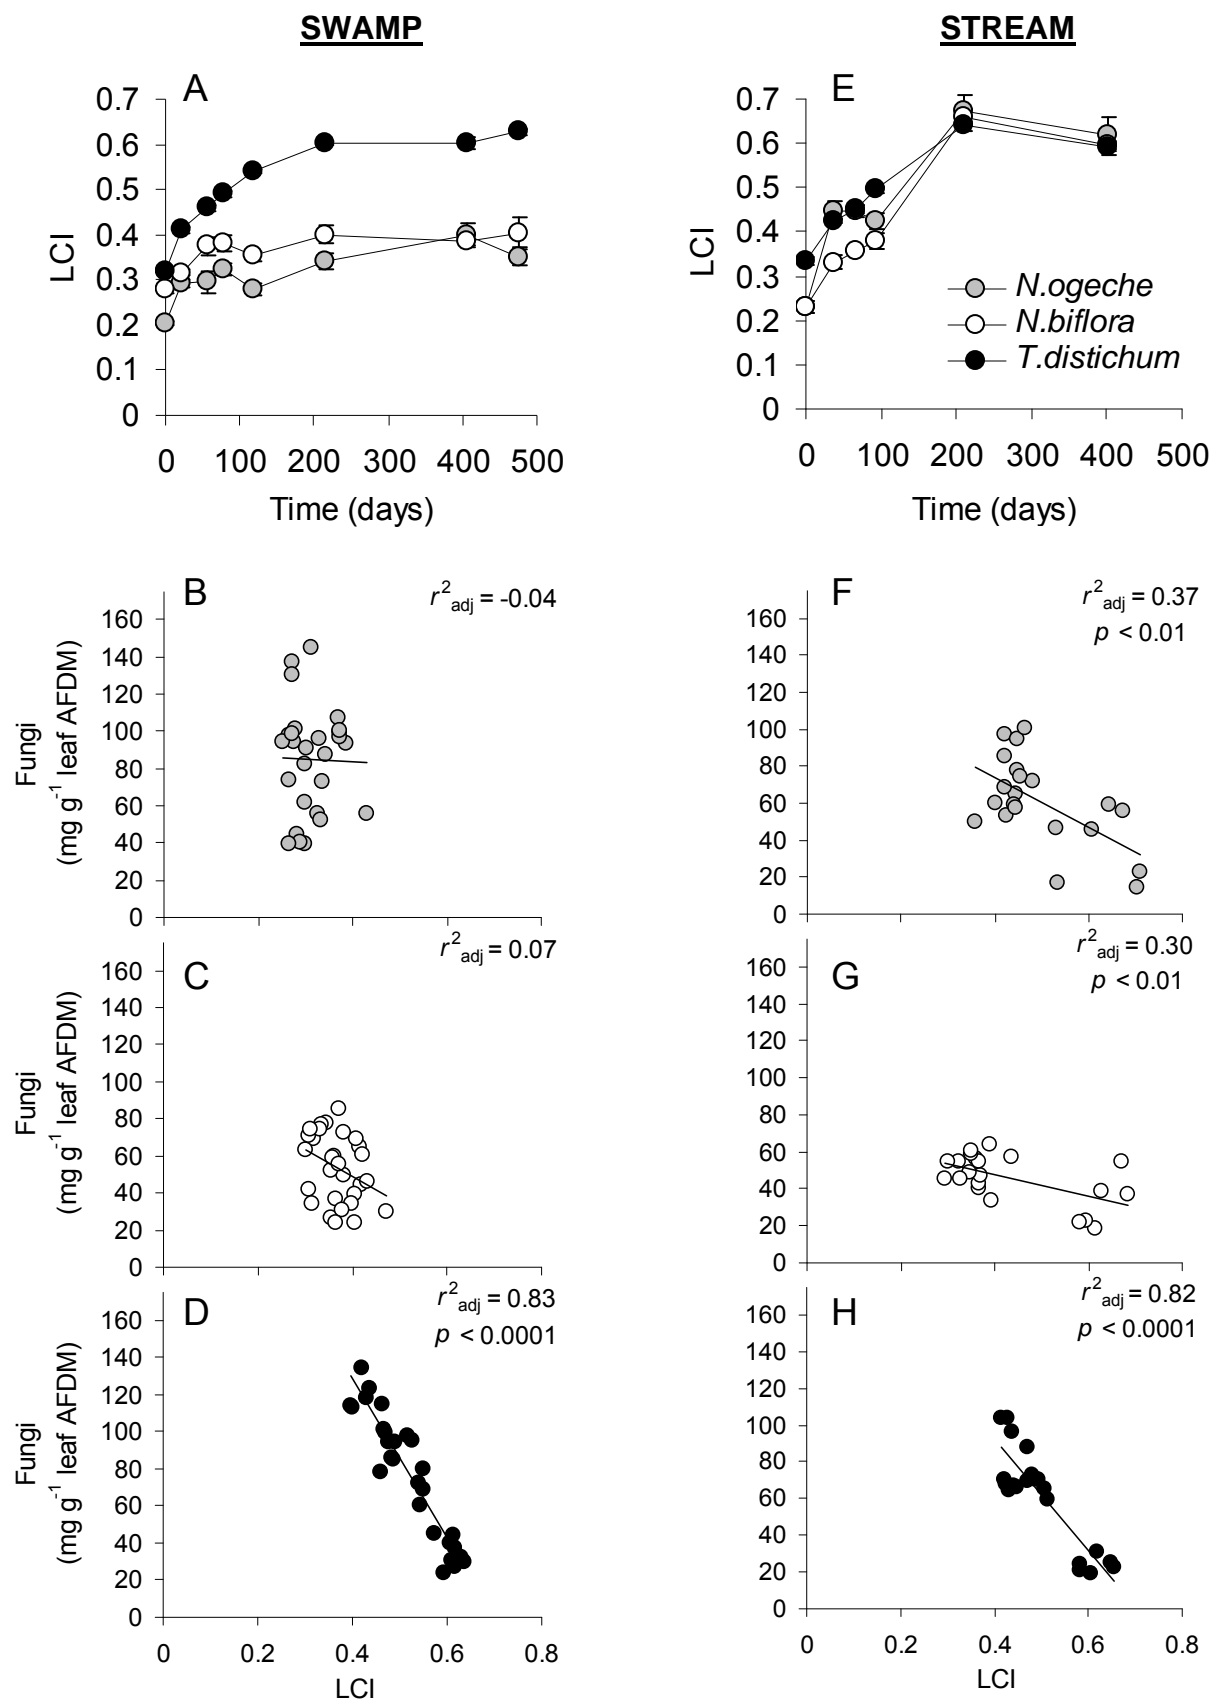 SWAMP
STREAM
A
0.7
0.6
0.5
0.4
0.3
0.2
0.1
0
LCI
0 100 200 300 400 500
Time (days)
E
0.7
0.6
0.5
0.4
0.3
0.2
0.1
0
LCI
N.ogeche
N.biflora
T.distichum
0 100 200 300 400 500
Time (days)
B
r²adj = -0.04
160
140
120
100
80
60
40
20
0
Fungi
(mg g⁻¹ leaf AFDM)
F
r²adj = 0.37
p < 0.01
160
140
120
100
80
60
40
20
0
C
r²adj = 0.07
160
140
120
100
80
60
40
20
0
Fungi
(mg g⁻¹ leaf AFDM)
G
r²adj = 0.30
p < 0.01
160
140
120
100
80
60
40
20
0
D
r²adj = 0.83
p < 0.0001
160
140
120
100
80
60
40
20
0
Fungi
(mg g⁻¹ leaf AFDM)
0 0.2 0.4 0.6 0.8
LCI
H
r²adj = 0.82
p < 0.0001
160
140
120
100
80
60
40
20
0
0 0.2 0.4 0.6 0.8
LCI